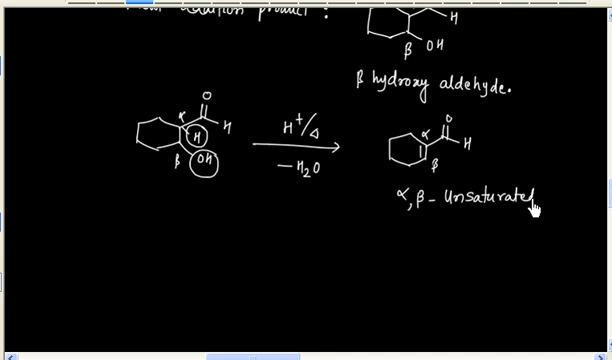 H
β OH
β hydroxy aldehyde.
O
α
H
H
β OH
H+/Δ
−H2O
O
α
H
β
α, β - Unsaturated